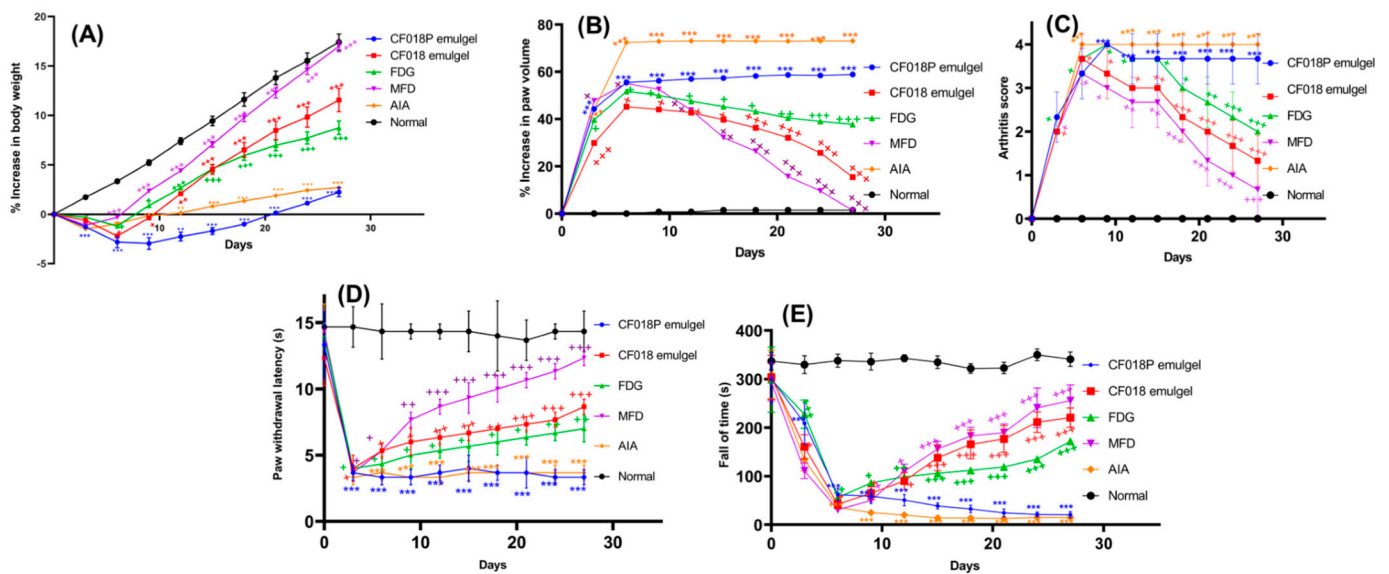 (A)
% Increase in body weight
20
15
10
5
0
-5
10
20
30
Days
CF018P emulgel
CF018 emulgel
FDG
MFD
AIA
Normal
(B)
% Increase in paw volume
80
60
40
20
0
0
10
20
30
Days
CF018P emulgel
CF018 emulgel
FDG
MFD
AIA
Normal
(C)
Arthritis score
4
3
2
1
0
0
10
20
30
Days
CF018P emulgel
CF018 emulgel
FDG
MFD
AIA
Normal
(D)
Paw withdrawal latency (s)
15
10
5
0
0
10
20
30
Days
CF018P emulgel
CF018 emulgel
FDG
MFD
AIA
Normal
(E)
Fall of time (s)
400
300
200
100
0
0
10
20
30
Days
CF018P emulgel
CF018 emulgel
FDG
MFD
AIA
Normal